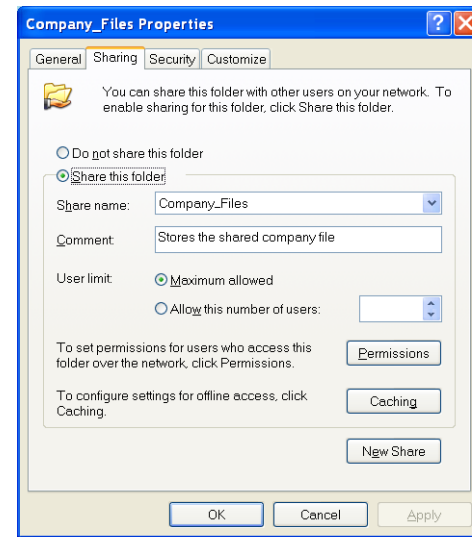 Company_Files Properties
General Sharing Security Customize
You can share this folder with other users on your network. To
enable sharing for this folder, click Share this folder.
Do not share this folder
Share this folder
Share name: Company_Files
Comment: Stores the shared company file
User limit: Maximum allowed
Allow this number of users:
To set permissions for users who access this
folder over the network, click Permissions.
Permissions
To configure settings for offline access, click
Caching.
Caching
New Share
OK Cancel Apply